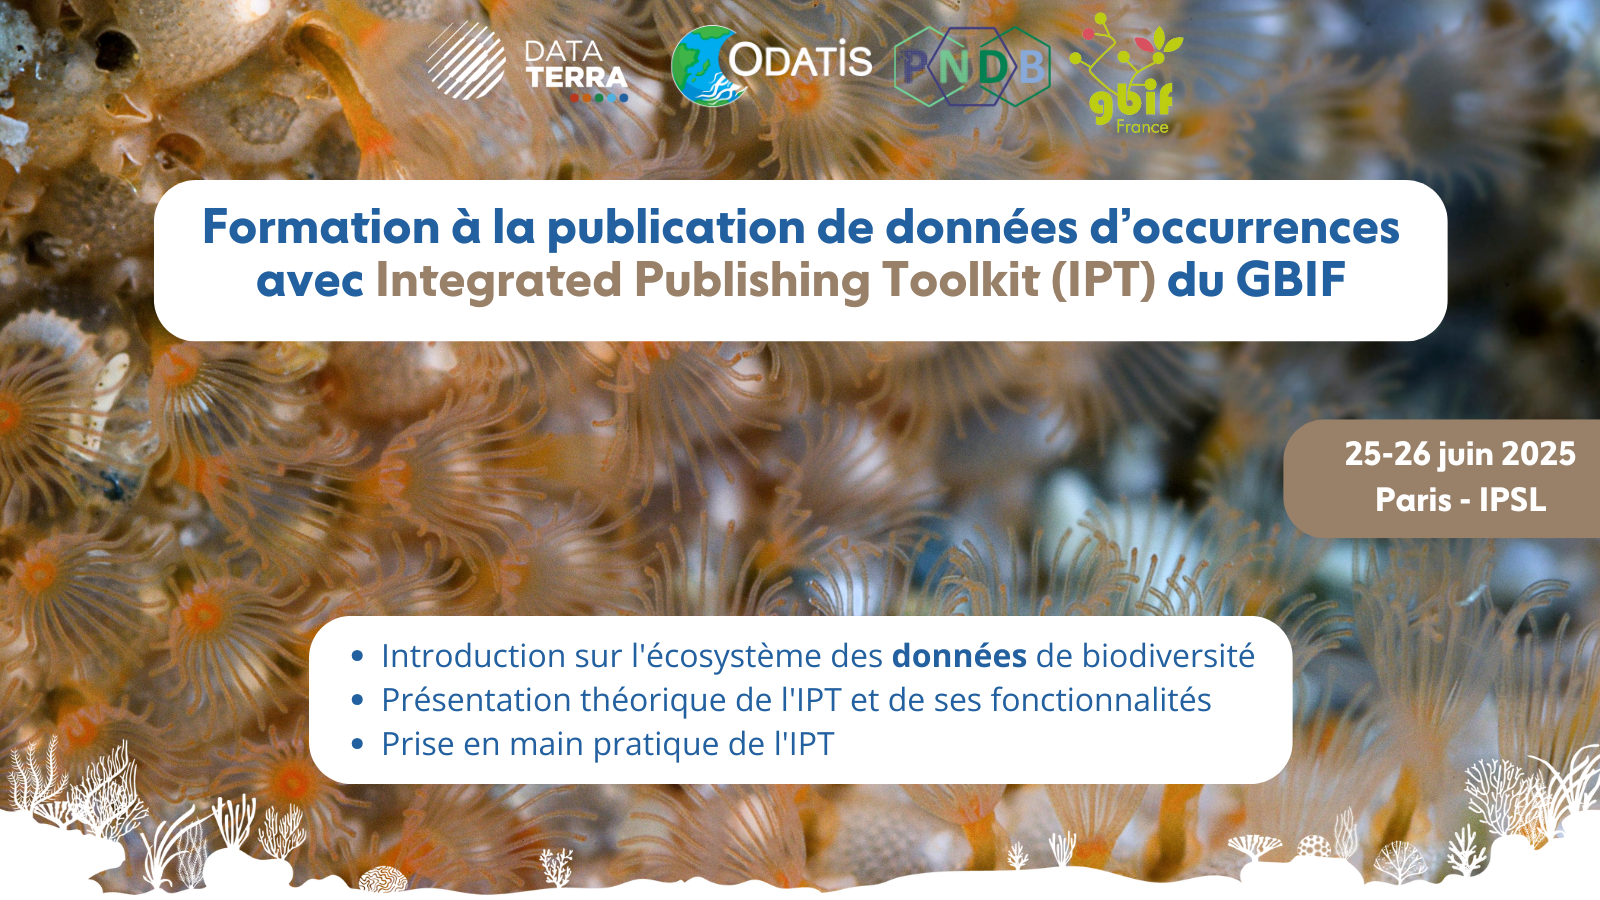 DATA
TERRA
ODATIS
PNDB
gbif
France
Formation à la publication de données d’occurrences
avec Integrated Publishing Toolkit (IPT) du GBIF
25-26 juin 2025
Paris - IPSL
• Introduction sur l'écosystème des données de biodiversité
• Présentation théorique de l'IPT et de ses fonctionnalités
• Prise en main pratique de l'IPT